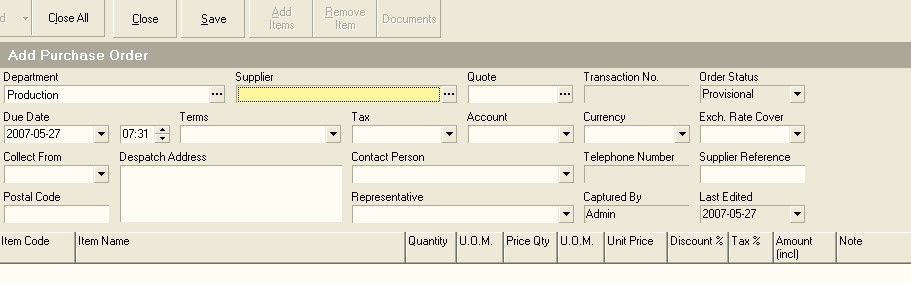 d Close All Close Save Add Items Remove Item Documents
Add Purchase Order
Department Supplier Quote Transaction No. Order Status
Production Provisional
Due Date Terms Tax Account Currency Exch. Rate Cover
2007-05-27 07:31
Collect From Despatch Address Contact Person Telephone Number Supplier Reference
Postal Code Representative Captured By Last Edited
Admin 2007-05-27
Item Code Item Name Quantity U.O.M. Price Qty U.O.M. Unit Price Discount % Tax % Amount (incl) Note